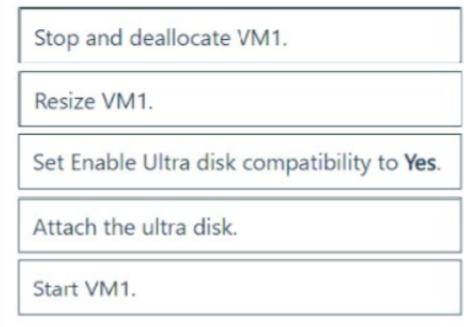 Stop and deallocate VM1.
Resize VM1.
Set Enable Ultra disk compatibility to Yes.
Attach the ultra disk.
Start VM1.